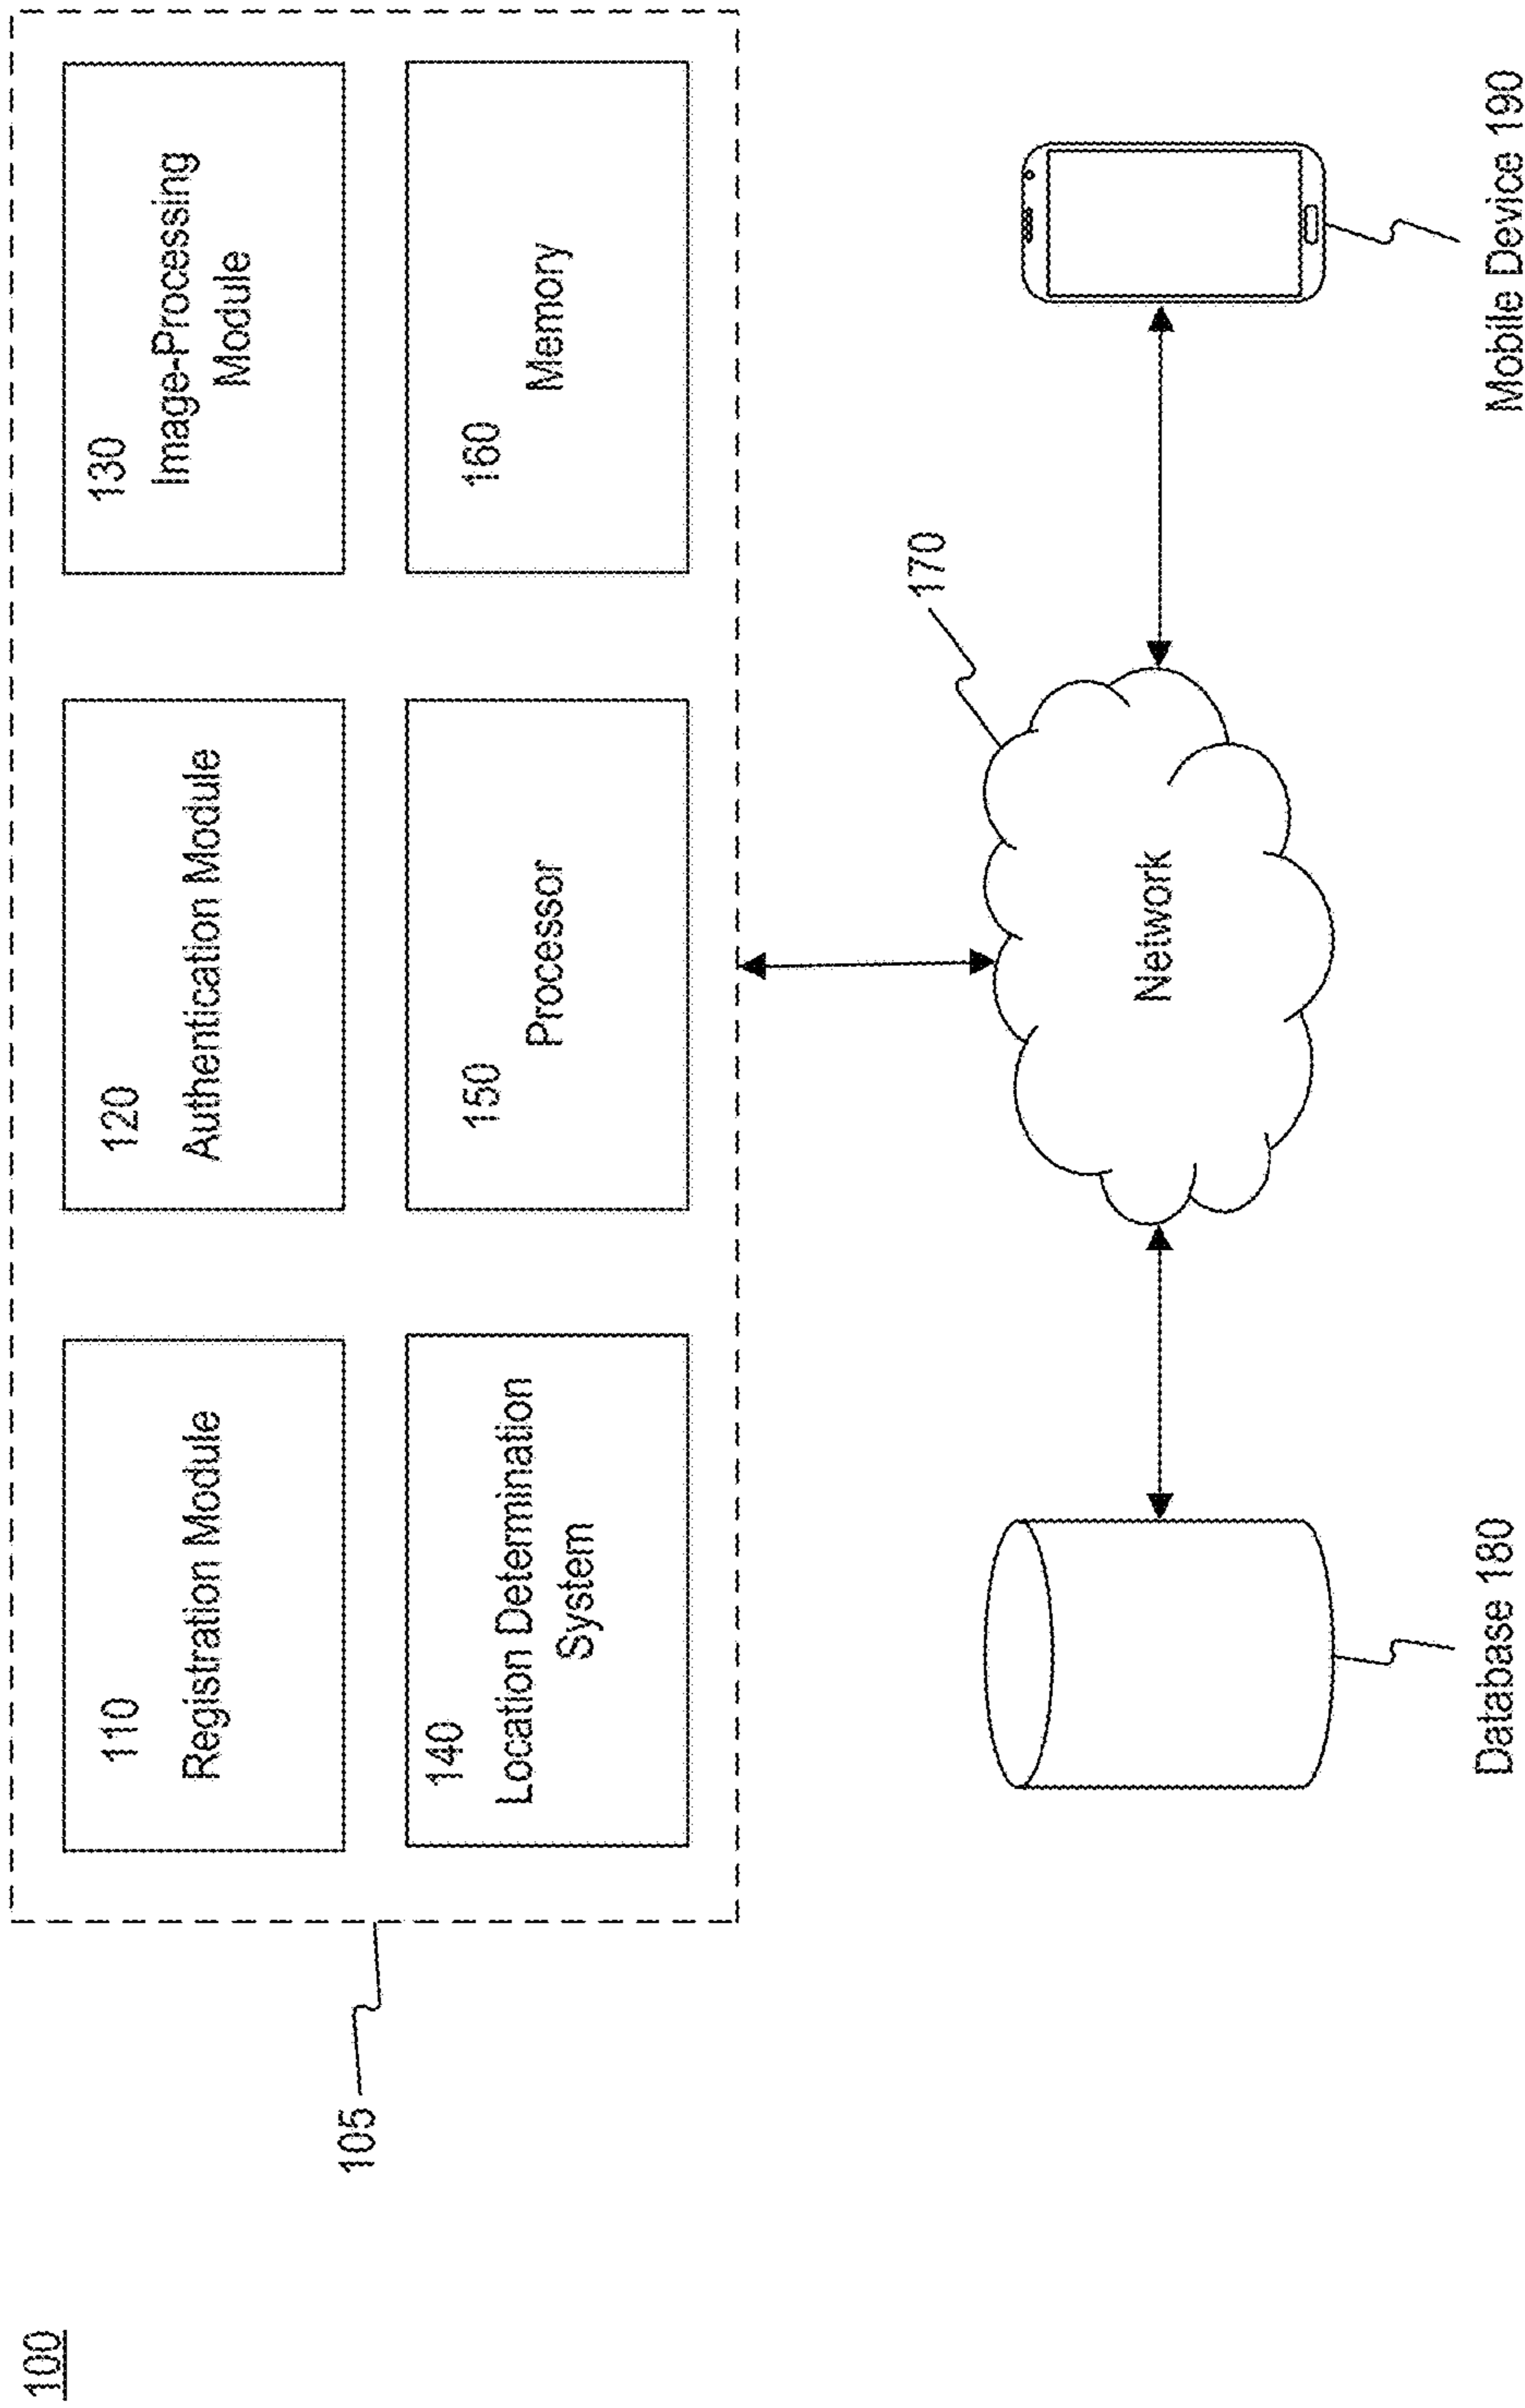 100
105
110
Registration Module
120
Authentication Module
130
Image-Processing
Module
140
Location Determination
System
150
Processor
160
Memory
170
Network
Database 180
Mobile Device 190